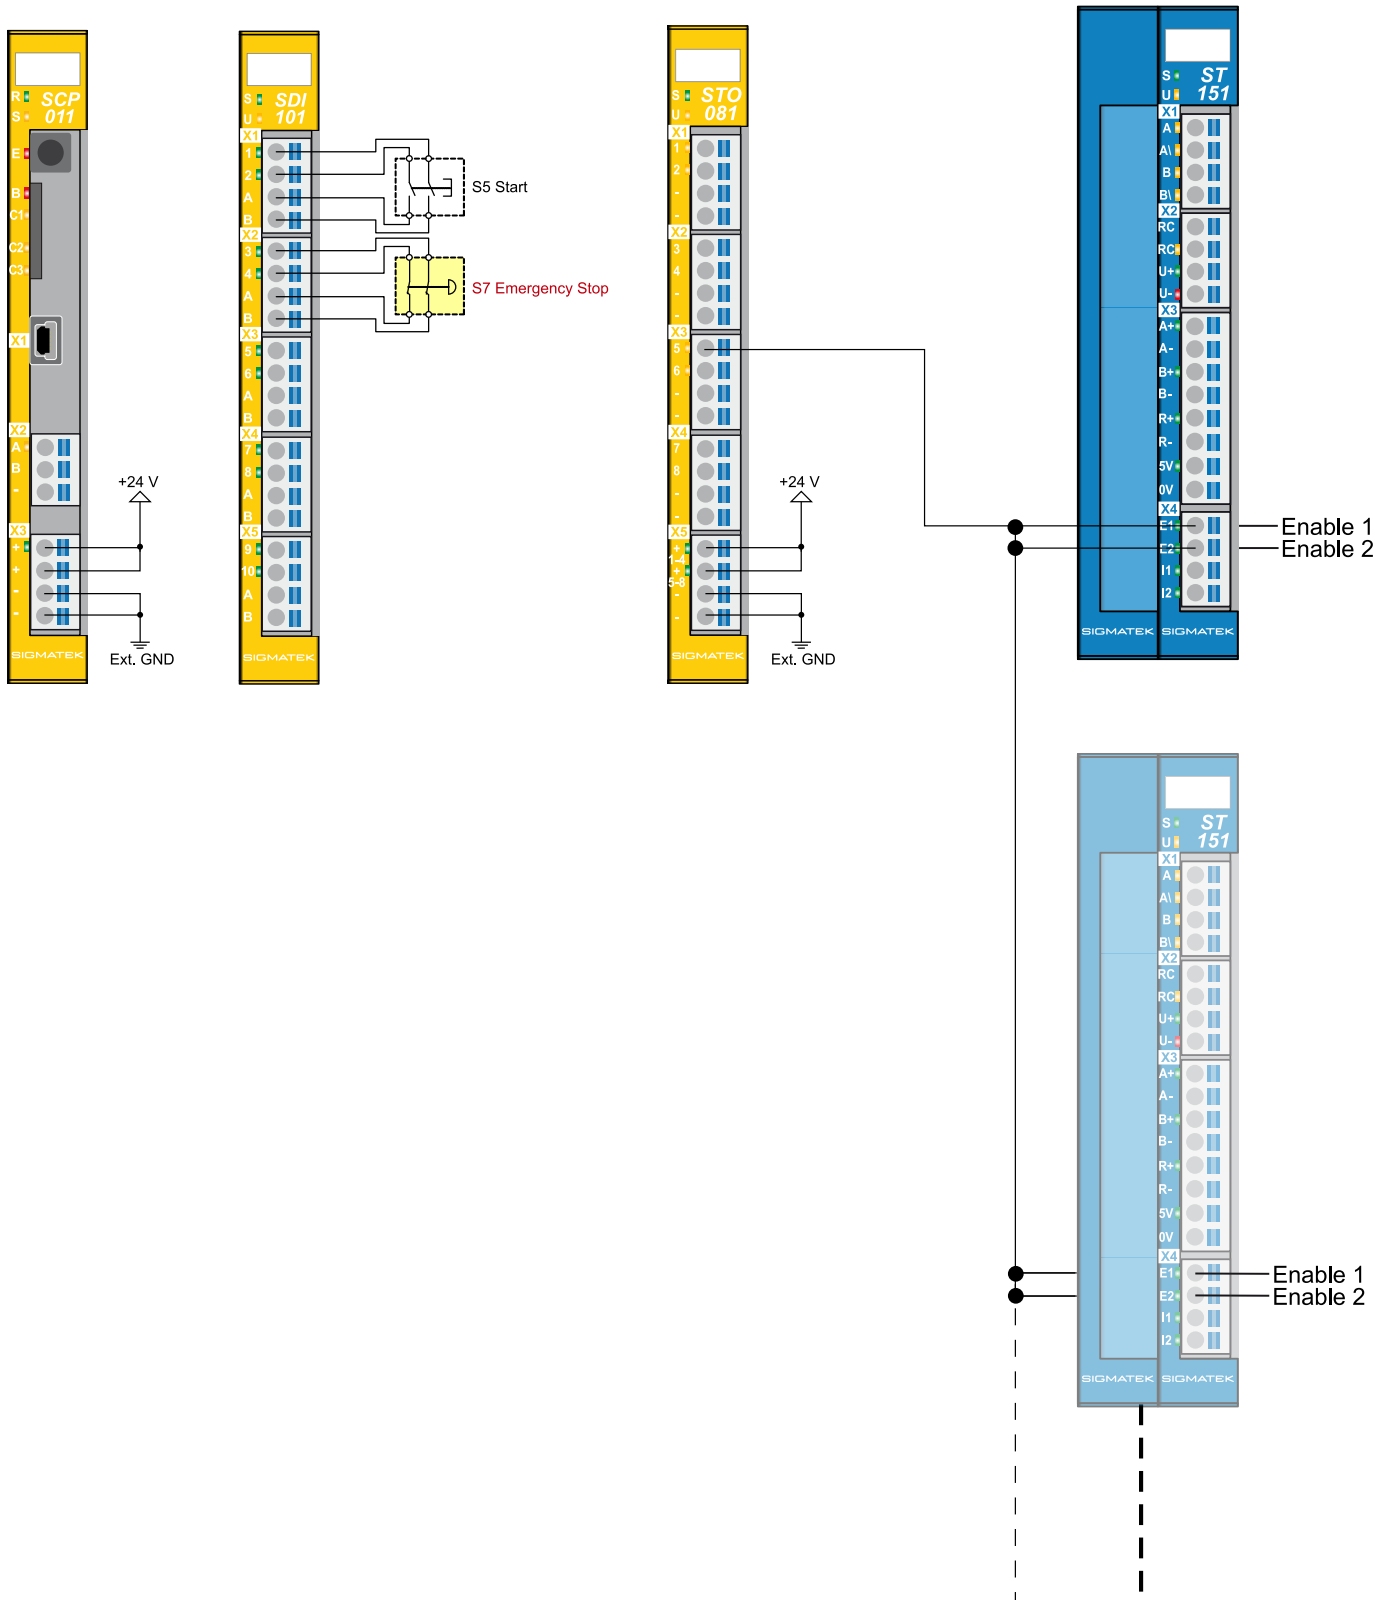 R SCP
S 011
E
B
C1
C2
C3
X1
X2
A
B
-
X3
+
+
-
-
SIGMATEK
+24 V
Ext. GND
S SDI
U 101
X1
1
2
A
B
X2
3
4
A
B
X3
5
6
A
B
X4
7
8
A
B
X5
9
10
A
B
SIGMATEK
S5 Start
S7 Emergency Stop
S STO
U 081
X1
1
2
-
-
X2
3
4
-
-
X3
5
6
-
-
X4
7
8
-
-
X5
+
1-4
+
5-8
-
-
SIGMATEK
+24 V
Ext. GND
S ST
U 151
X1
A
A\
B
B\
X2
RC
RC
U+
U-
X3
A+
A-
B+
B-
R+
R-
5V
0V
X4
E1
E2
I1
I2
SIGMATEK SIGMATEK
Enable 1
Enable 2
S ST
U 151
X1
A
A\
B
B\
X2
RC
RC
U+
U-
X3
A+
A-
B+
B-
R+
R-
5V
0V
X4
E1
E2
I1
I2
SIGMATEK SIGMATEK
Enable 1
Enable 2